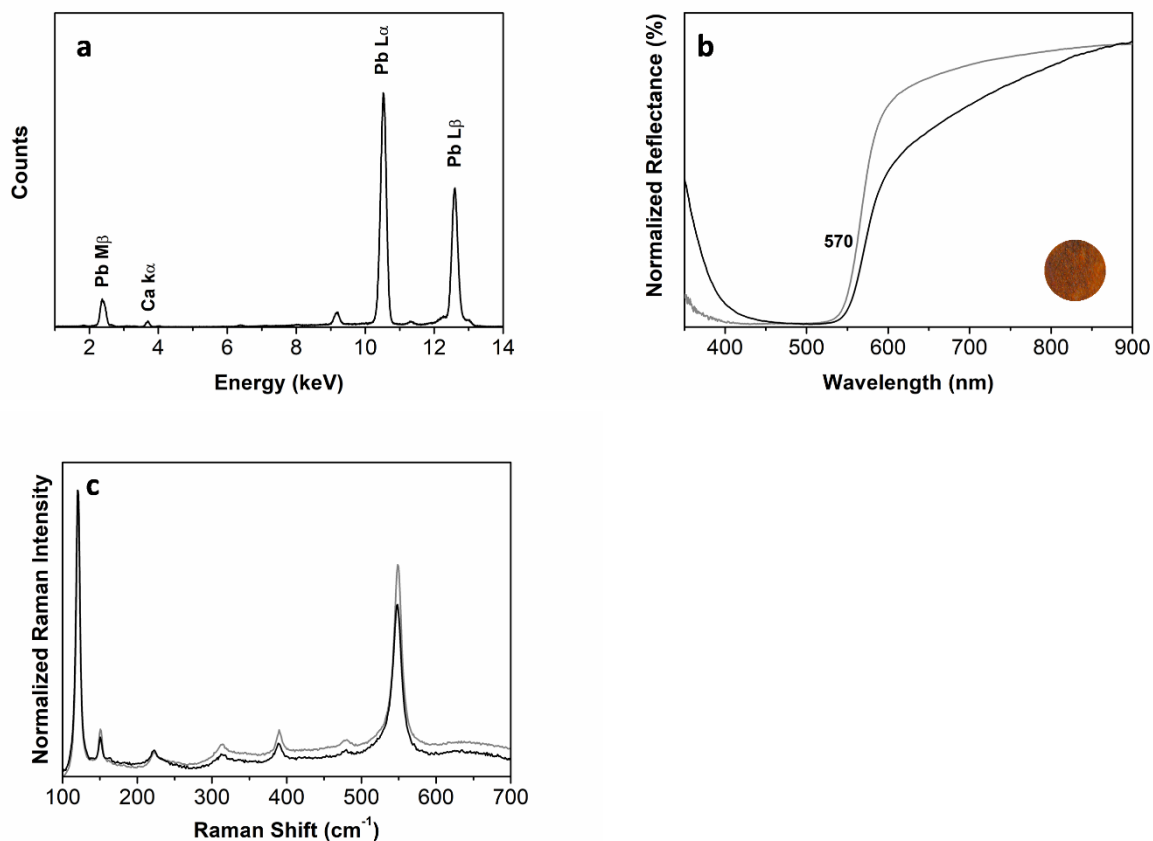 a
Pb Mβ
Ca kα
Pb Lα
Pb Lβ
Counts
2 4 6 8 10 12 14
Energy (keV)
b
570
Normalized Reflectance (%)
400 500 600 700 800 900
Wavelength (nm)
c
Normalized Raman Intensity
100 200 300 400 500 600 700
Raman Shift (cm⁻¹)